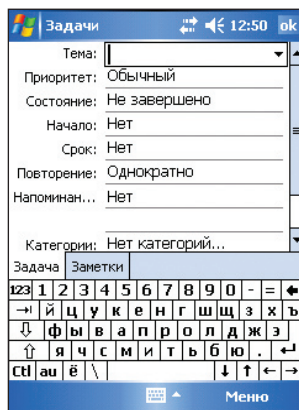 Задачи 12:50 ok
Тема:
Приоритет: Обычный
Состояние: Не завершено
Начало: Нет
Срок: Нет
Повторение: Однократно
Напоминан... Нет
Категории: Нет категорий...
Задача Заметки
123 1 2 3 4 5 6 7 8 9 0 - =
й ц у к е н г ш щ з х ъ
ф ы в а п р о л д ж э
я ч с м и т ь б ю .
Ctl аü ё \
Меню